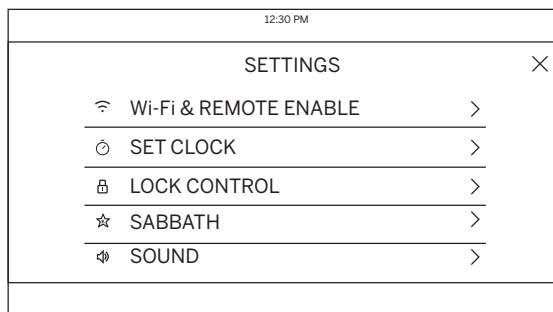 12:30 PM
SETTINGS
Wi-Fi & REMOTE ENABLE
SET CLOCK
LOCK CONTROL
SABBATH
SOUND